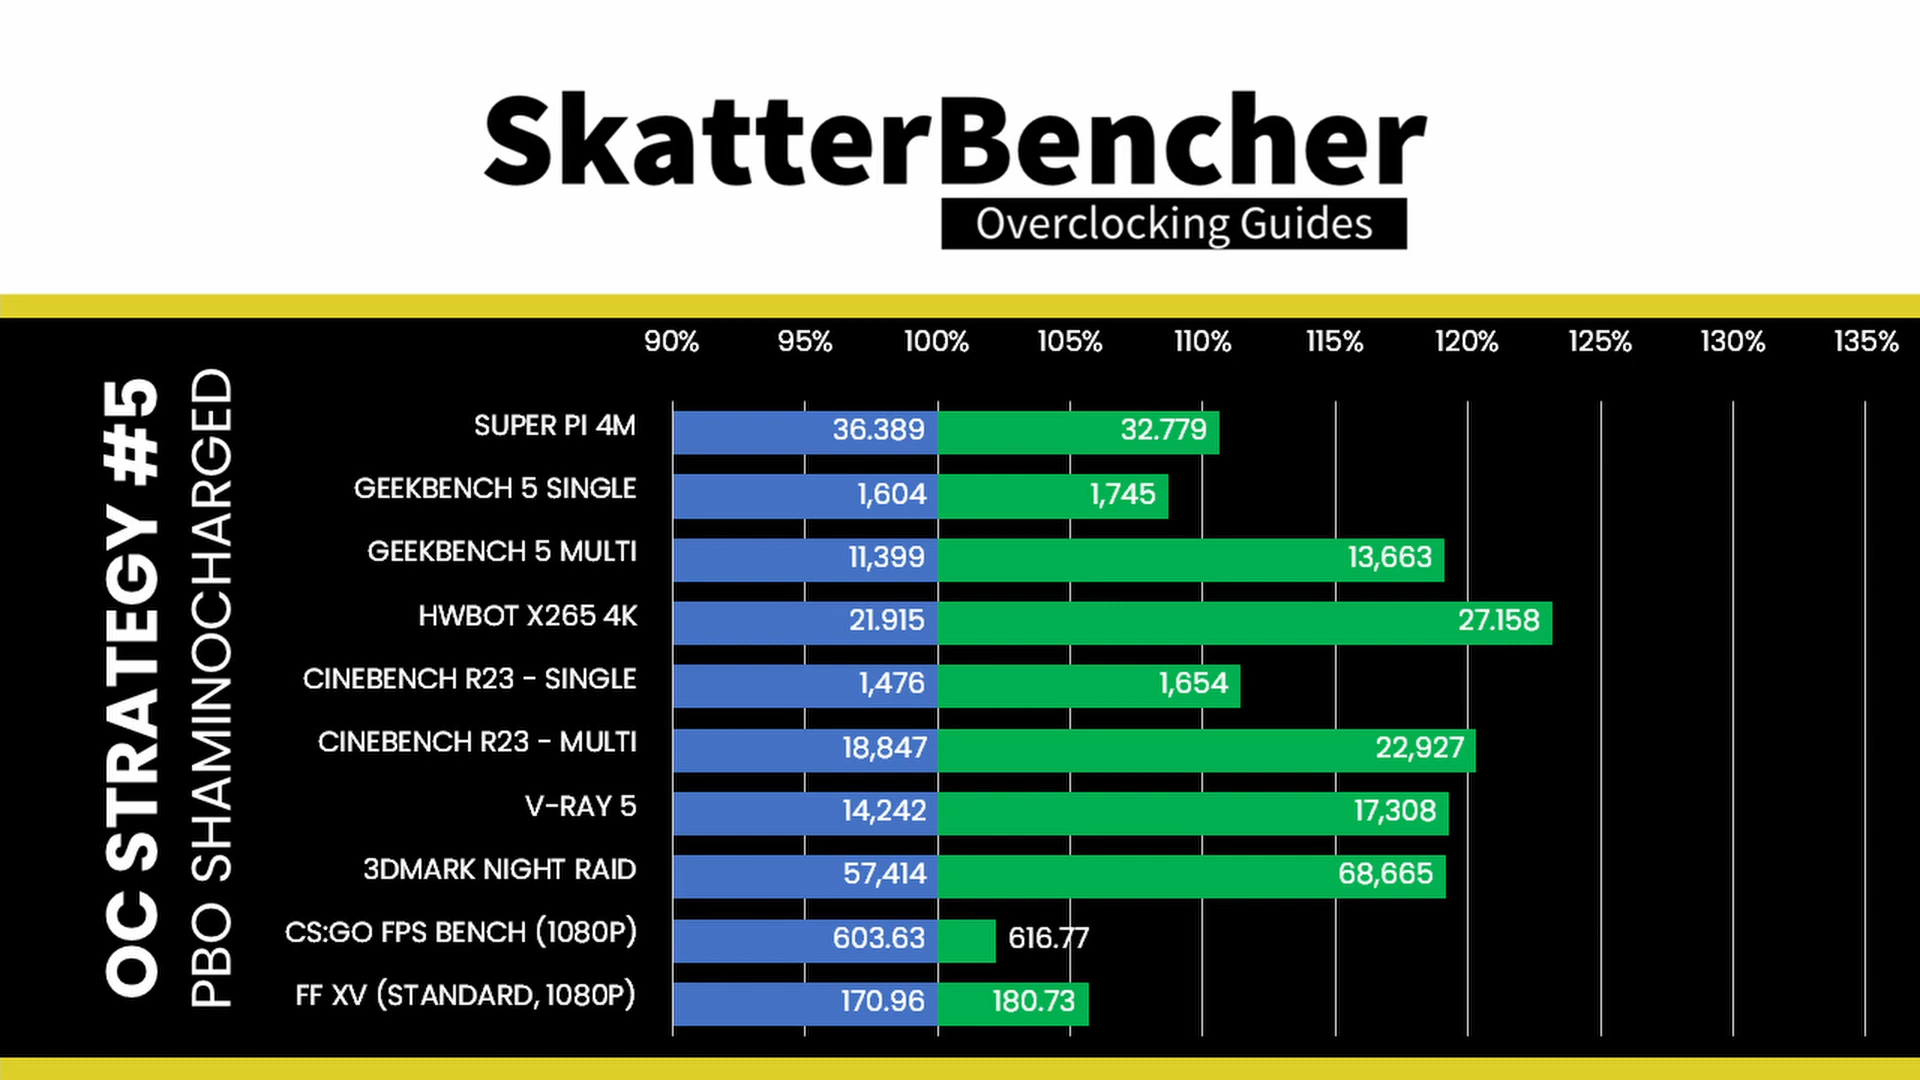 SkatterBencher
Overclocking Guides
90% 95% 100% 105% 110% 115% 120% 125% 130% 135%
OC STRATEGY #5
PBO SHAMINOCHARGED
SUPER PI 4M 36.389 32.779
GEEKBENCH 5 SINGLE 1,604 1,745
GEEKBENCH 5 MULTI 11,399 13,663
HWBOT X265 4K 21.915 27.158
CINEBENCH R23 - SINGLE 1,476 1,654
CINEBENCH R23 - MULTI 18,847 22,927
V-RAY 5 14,242 17,308
3DMARK NIGHT RAID 57,414 68,665
CS:GO FPS BENCH (1080P) 603.63 616.77
FF XV (STANDARD, 1080P) 170.96 180.73